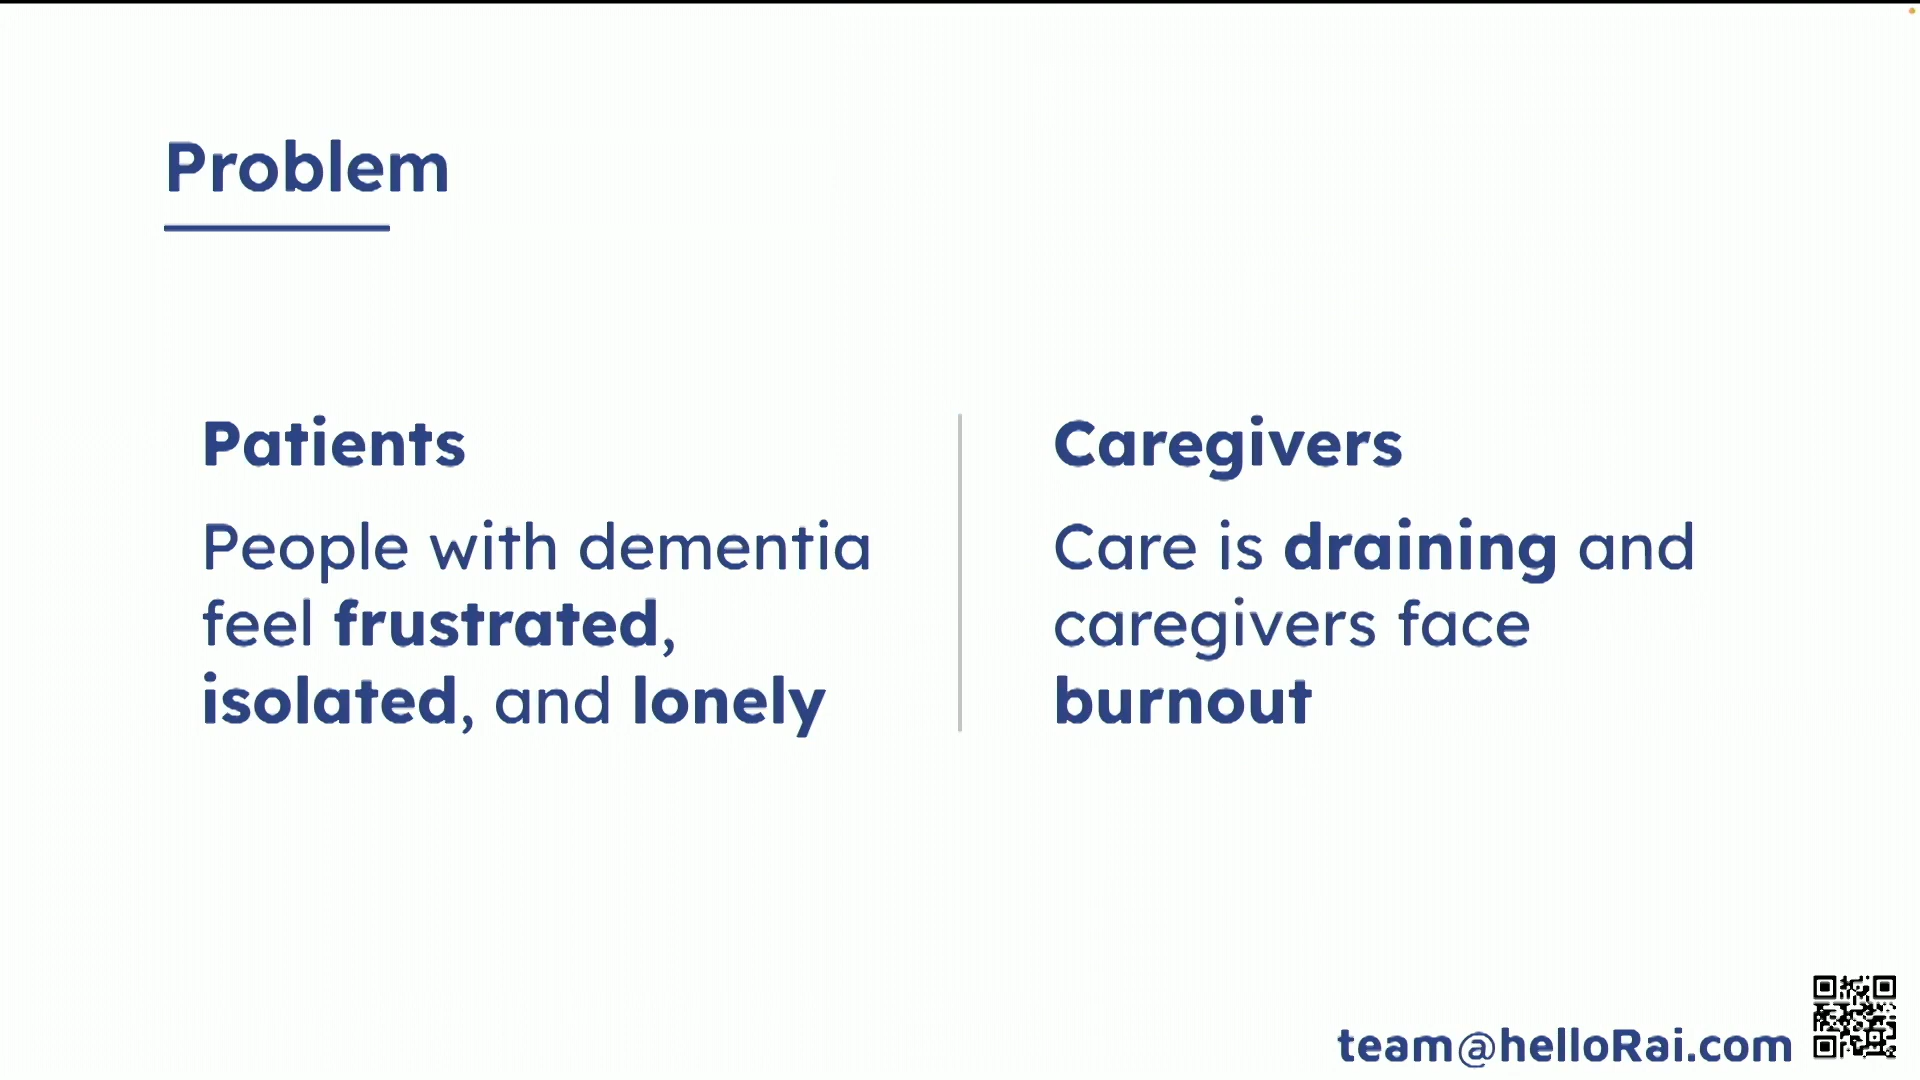 Problem
Patients
People with dementia
feel frustrated,
isolated, and lonely
Caregivers
Care is draining and
caregivers face
burnout
team@helloRai.com